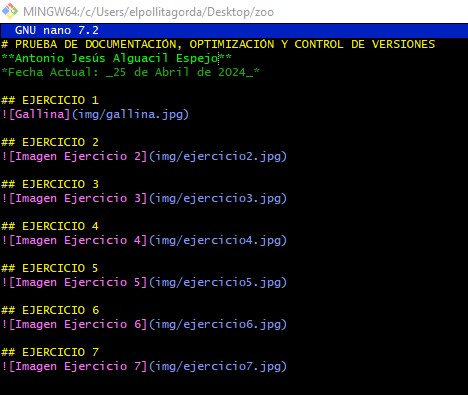 MINGW64:/c/Users/elpollitagorda/Desktop/zoo
GNU nano 7.2
# PRUEBA DE DOCUMENTACIÓN, OPTIMIZACIÓN Y CONTROL DE VERSIONES
**Antonio Jesús Alguacil Espejo**
*Fecha Actual: _25 de Abril de 2024_*
## EJERCICIO 1
![Gallina](img/gallina.jpg)
## EJERCICIO 2
![Imagen Ejercicio 2](img/ejercicio2.jpg)
## EJERCICIO 3
![Imagen Ejercicio 3](img/ejercicio3.jpg)
## EJERCICIO 4
![Imagen Ejercicio 4](img/ejercicio4.jpg)
## EJERCICIO 5
![Imagen Ejercicio 5](img/ejercicio5.jpg)
## EJERCICIO 6
![Imagen Ejercicio 6](img/ejercicio6.jpg)
## EJERCICIO 7
![Imagen Ejercicio 7](img/ejercicio7.jpg)